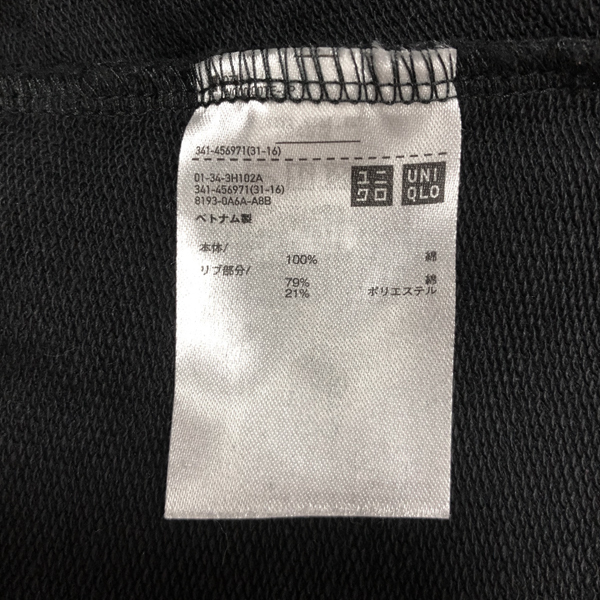 341-456971(31-16)
01-34-3H102A
341-456971(31-16)
8193-0A6A-A8B
ユニ
クロ
UNI
QLO
ベトナム製
本体/
100% 綿
リブ部分/
79% 綿
21% ポリエステル